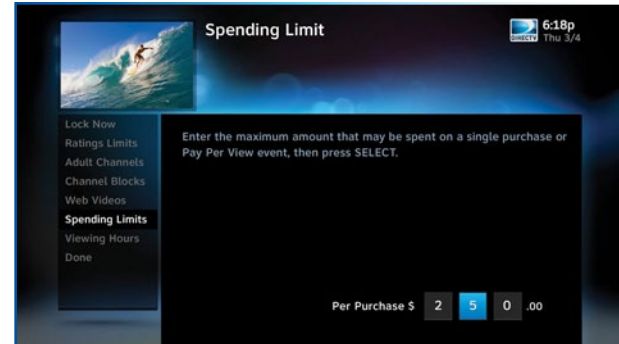 Spending Limit
DIRECTV
6:18p
Thu 3/4
Lock Now
Ratings Limits
Adult Channels
Channel Blocks
Web Videos
Spending Limits
Viewing Hours
Done
Enter the maximum amount that may be spent on a single purchase or
Pay Per View event, then press SELECT.
Per Purchase $ 2 5 0 .00